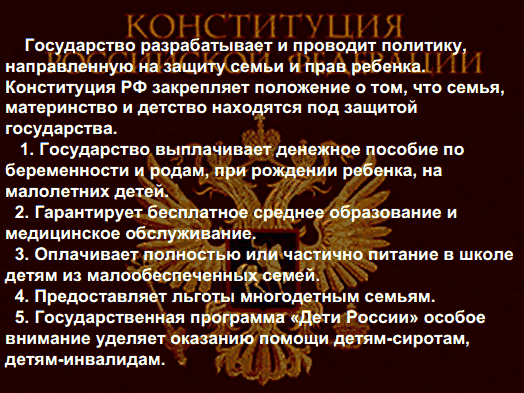 КОНСТИТУЦИЯ
РОССИЙСКОЙ ФЕДЕРАЦИИ
Государство разрабатывает и проводит политику,
направленную на защиту семьи и прав ребенка.
Конституция РФ закрепляет положение о том, что семья,
материнство и детство находятся под защитой
государства.
1. Государство выплачивает денежное пособие по
беременности и родам, при рождении ребенка, на
малолетних детей.
2. Гарантирует бесплатное среднее образование и
медицинское обслуживание.
3. Оплачивает полностью или частично питание в школе
детям из малообеспеченных семей.
4. Предоставляет льготы многодетным семьям.
5. Государственная программа «Дети России» особое
внимание уделяет оказанию помощи детям-сиротам,
детям-инвалидам.